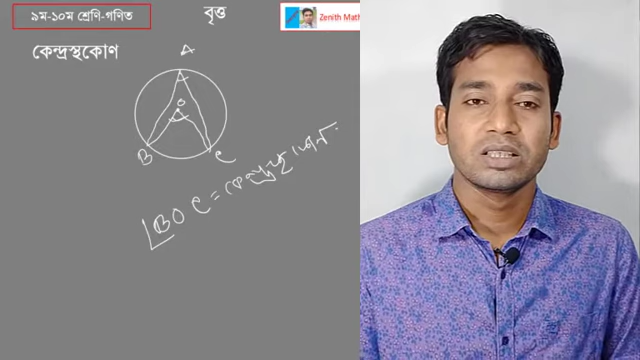 ৯ম-১০ম শ্রেণি-গণিত
বৃত্ত
Zenith Math
কেন্দ্রস্থকোণ
A
O
B
C
∠BOC = কেন্দ্রস্থ কোণ